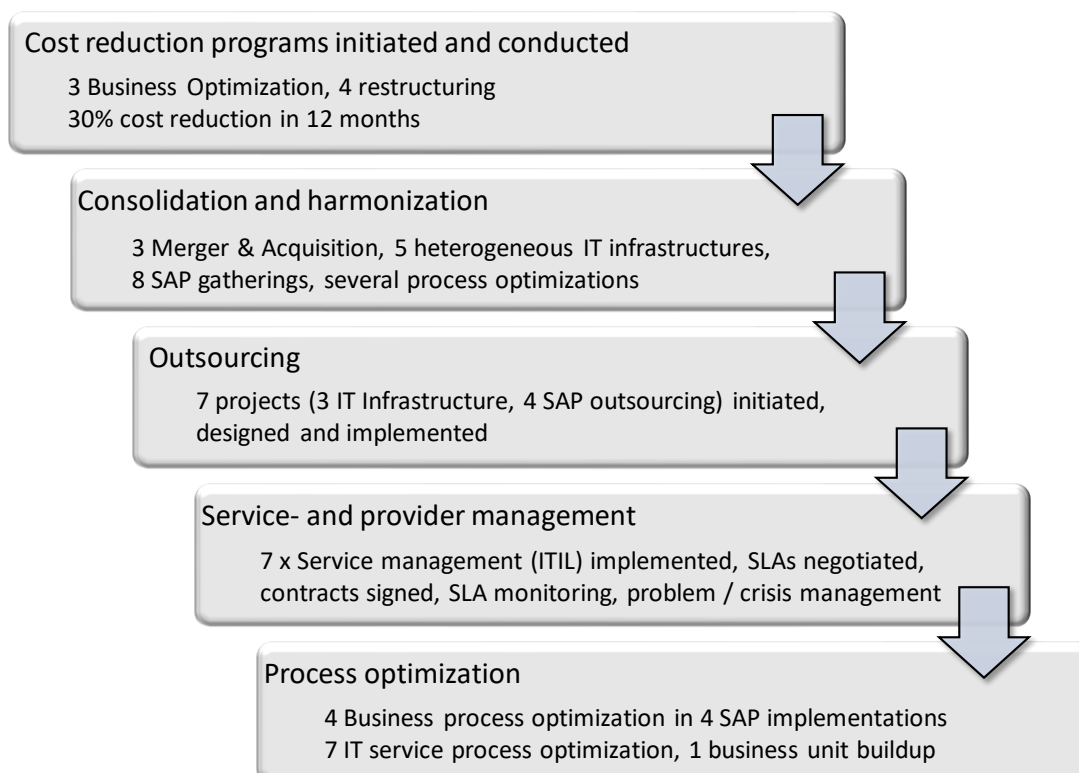 Cost reduction programs initiated and conducted
3 Business Optimization, 4 restructuring
30% cost reduction in 12 months
Consolidation and harmonization
3 Merger & Acquisition, 5 heterogeneous IT infrastructures,
8 SAP gatherings, several process optimizations
Outsourcing
7 projects (3 IT Infrastructure, 4 SAP outsourcing) initiated,
designed and implemented
Service- and provider management
7 x Service management (ITIL) implemented, SLAs negotiated,
contracts signed, SLA monitoring, problem / crisis management
Process optimization
4 Business process optimization in 4 SAP implementations
7 IT service process optimization, 1 business unit buildup